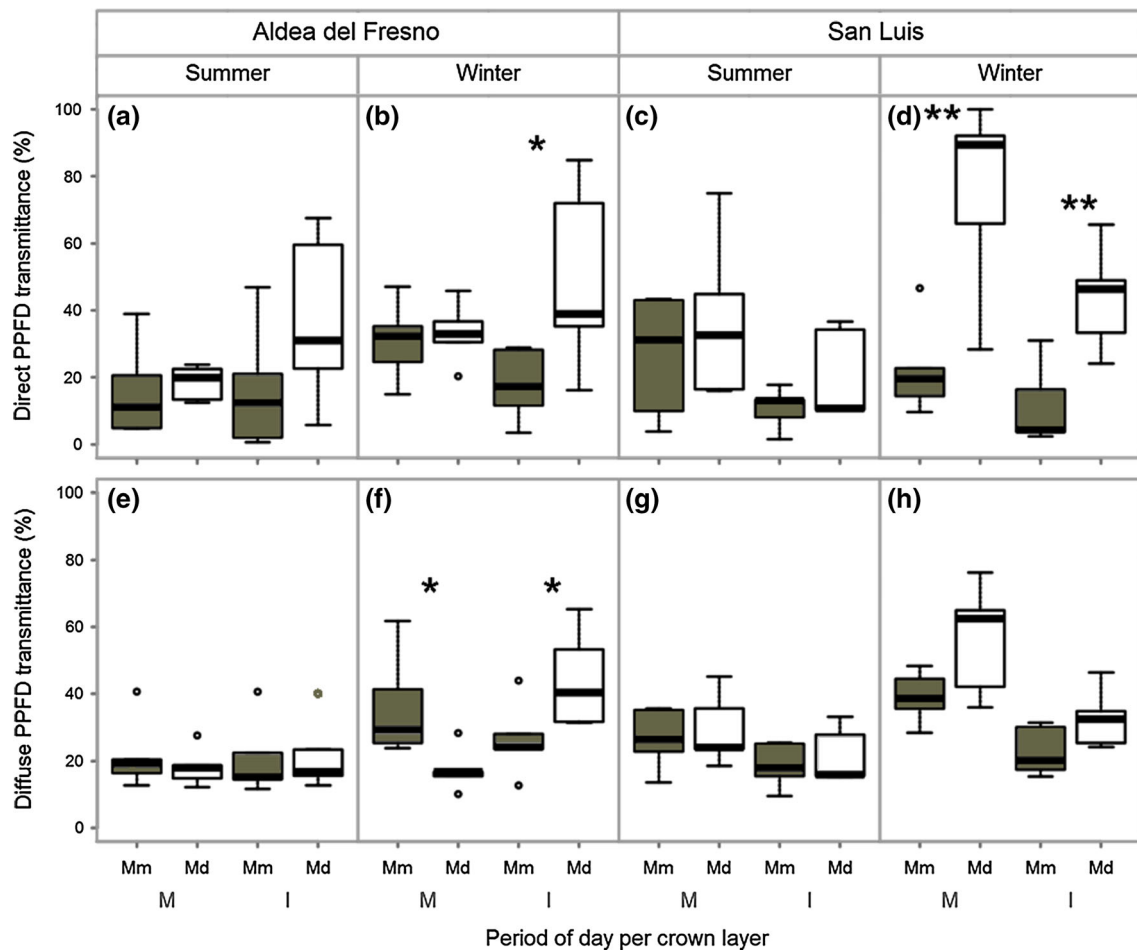 Aldea del Fresno San Luis
Summer Winter Summer Winter
(a) (b) (c) (d)
* ** **
Direct PPFD transmittance (%)
100
80
60
40
20
0
(e) (f) (g) (h)
* *
Diffuse PPFD transmittance (%)
100
80
60
40
20
0
Mm Md Mm Md Mm Md Mm Md Mm Md Mm Md Mm Md Mm Md
M I M I M I M I
Period of day per crown layer